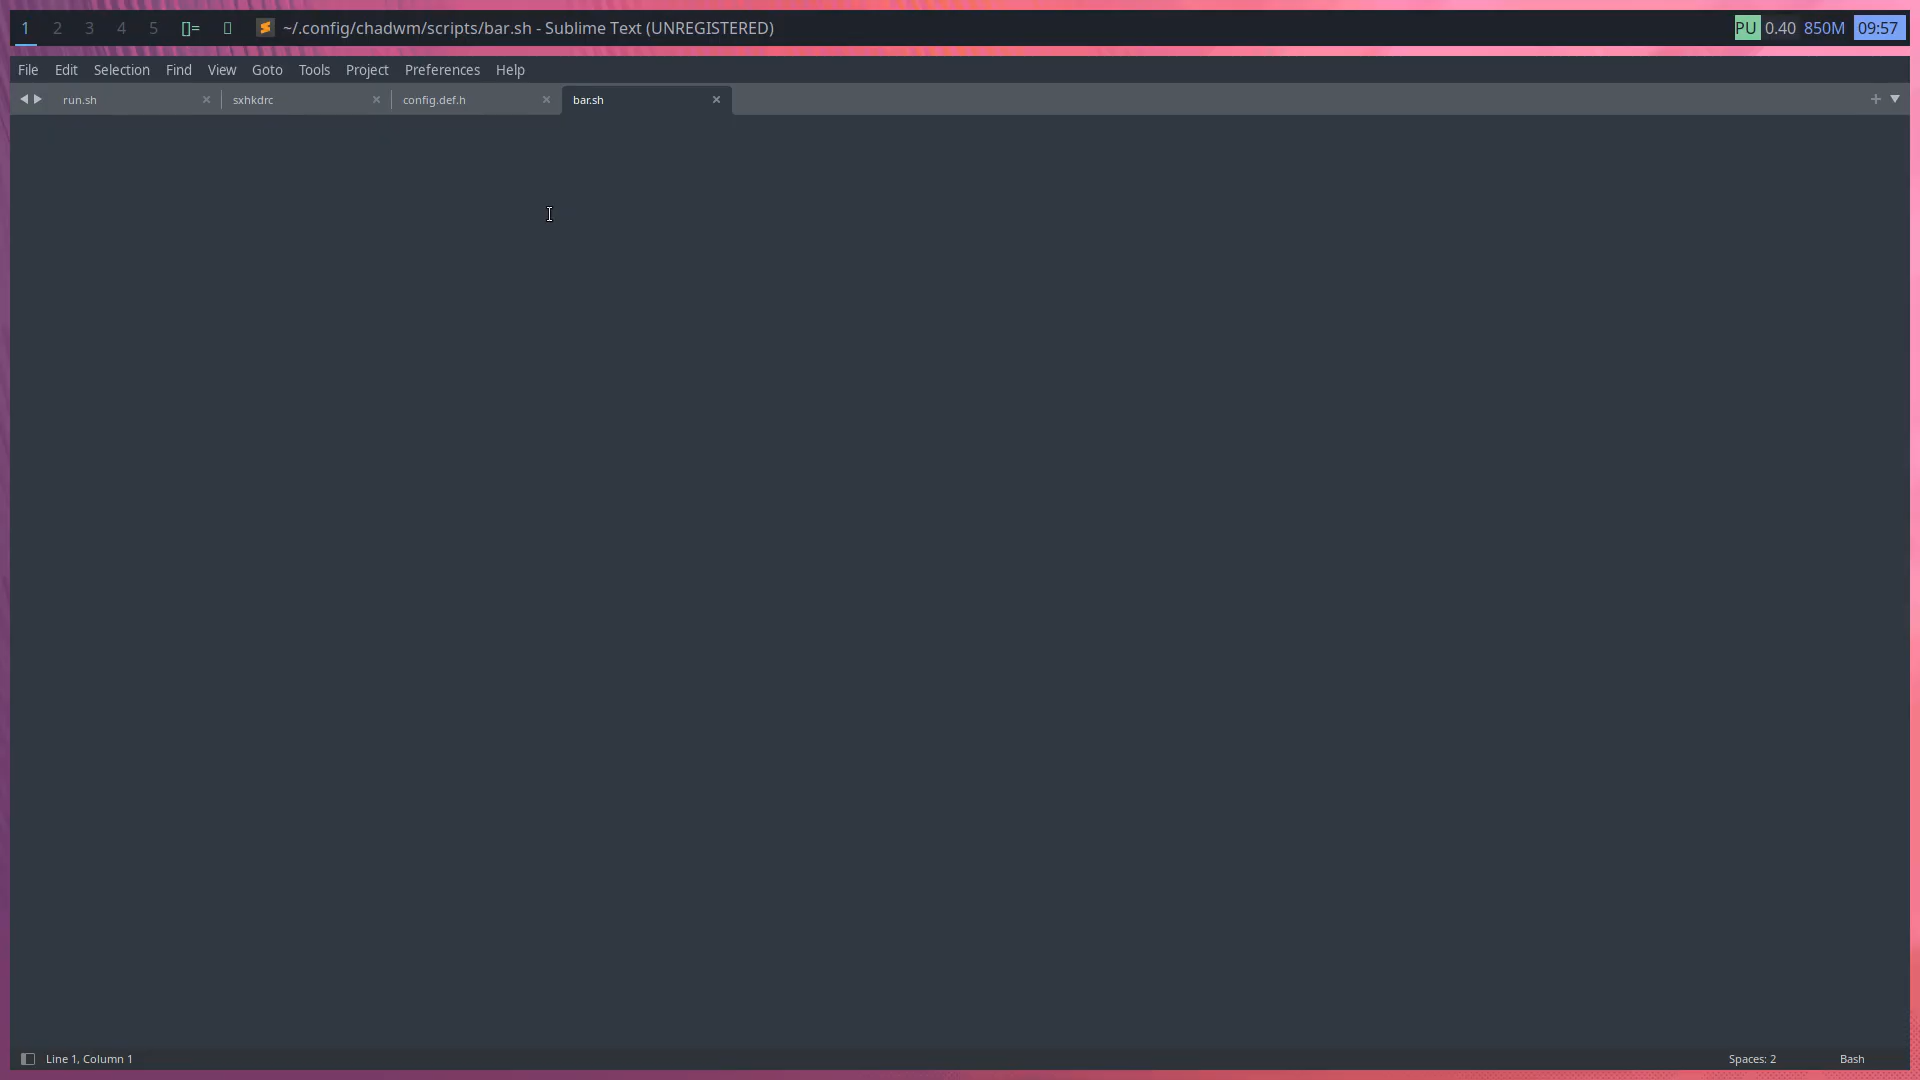 1 2 3 4 5 []= ~/.config/chadwm/scripts/bar.sh - Sublime Text (UNREGISTERED) PU 0.40 850M 09:57
File Edit Selection Find View Goto Tools Project Preferences Help
run.sh sxhkdrc config.def.h bar.sh
Line 1, Column 1 Spaces: 2 Bash